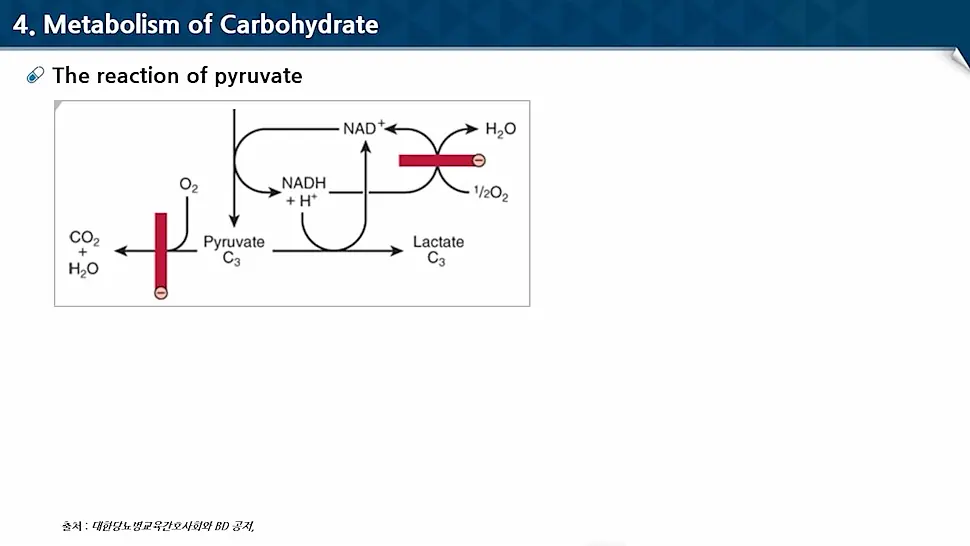 4. Metabolism of Carbohydrate
The reaction of pyruvate
NAD⁺
H₂O
O₂
NADH
+ H⁺
½O₂
CO₂
+
H₂O
Pyruvate
C₃
Lactate
C₃
출처 : 대한당뇨병교육간호사회와 BD 공저,